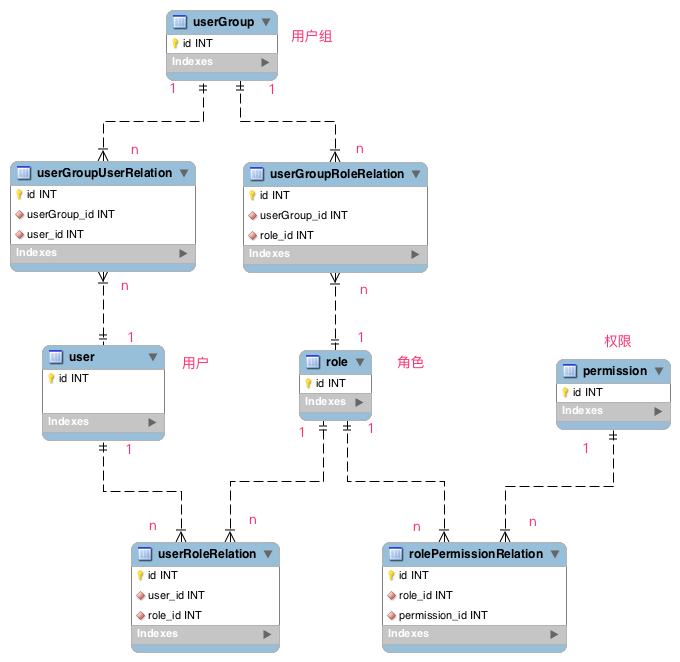 userGroup
id INT
Indexes
用户组
1
1
n
n
userGroupUserRelation
id INT
userGroup_id INT
user_id INT
Indexes
userGroupRoleRelation
id INT
userGroup_id INT
role_id INT
Indexes
n
n
1
1
user
id INT
Indexes
用户
role
id INT
Indexes
角色
权限
permission
id INT
Indexes
1
1
1
1
n
n
n
n
userRoleRelation
id INT
user_id INT
role_id INT
Indexes
rolePermissionRelation
id INT
role_id INT
permission_id INT
Indexes